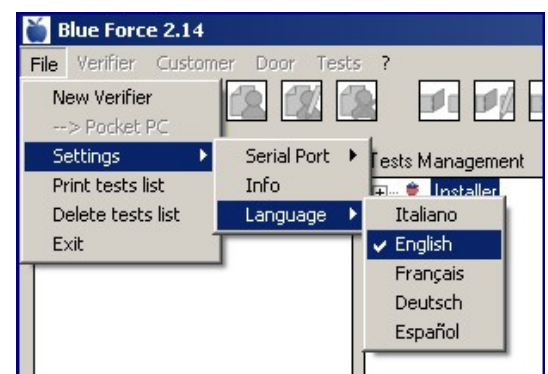 Blue Force 2.14
File Verifier Customer Door Tests ?
New Verifier
--> Pocket PC
Settings
Print tests list
Delete tests list
Exit
Serial Port
Info
Language
Tests Management
Installer
Italiano
English
Français
Deutsch
Español